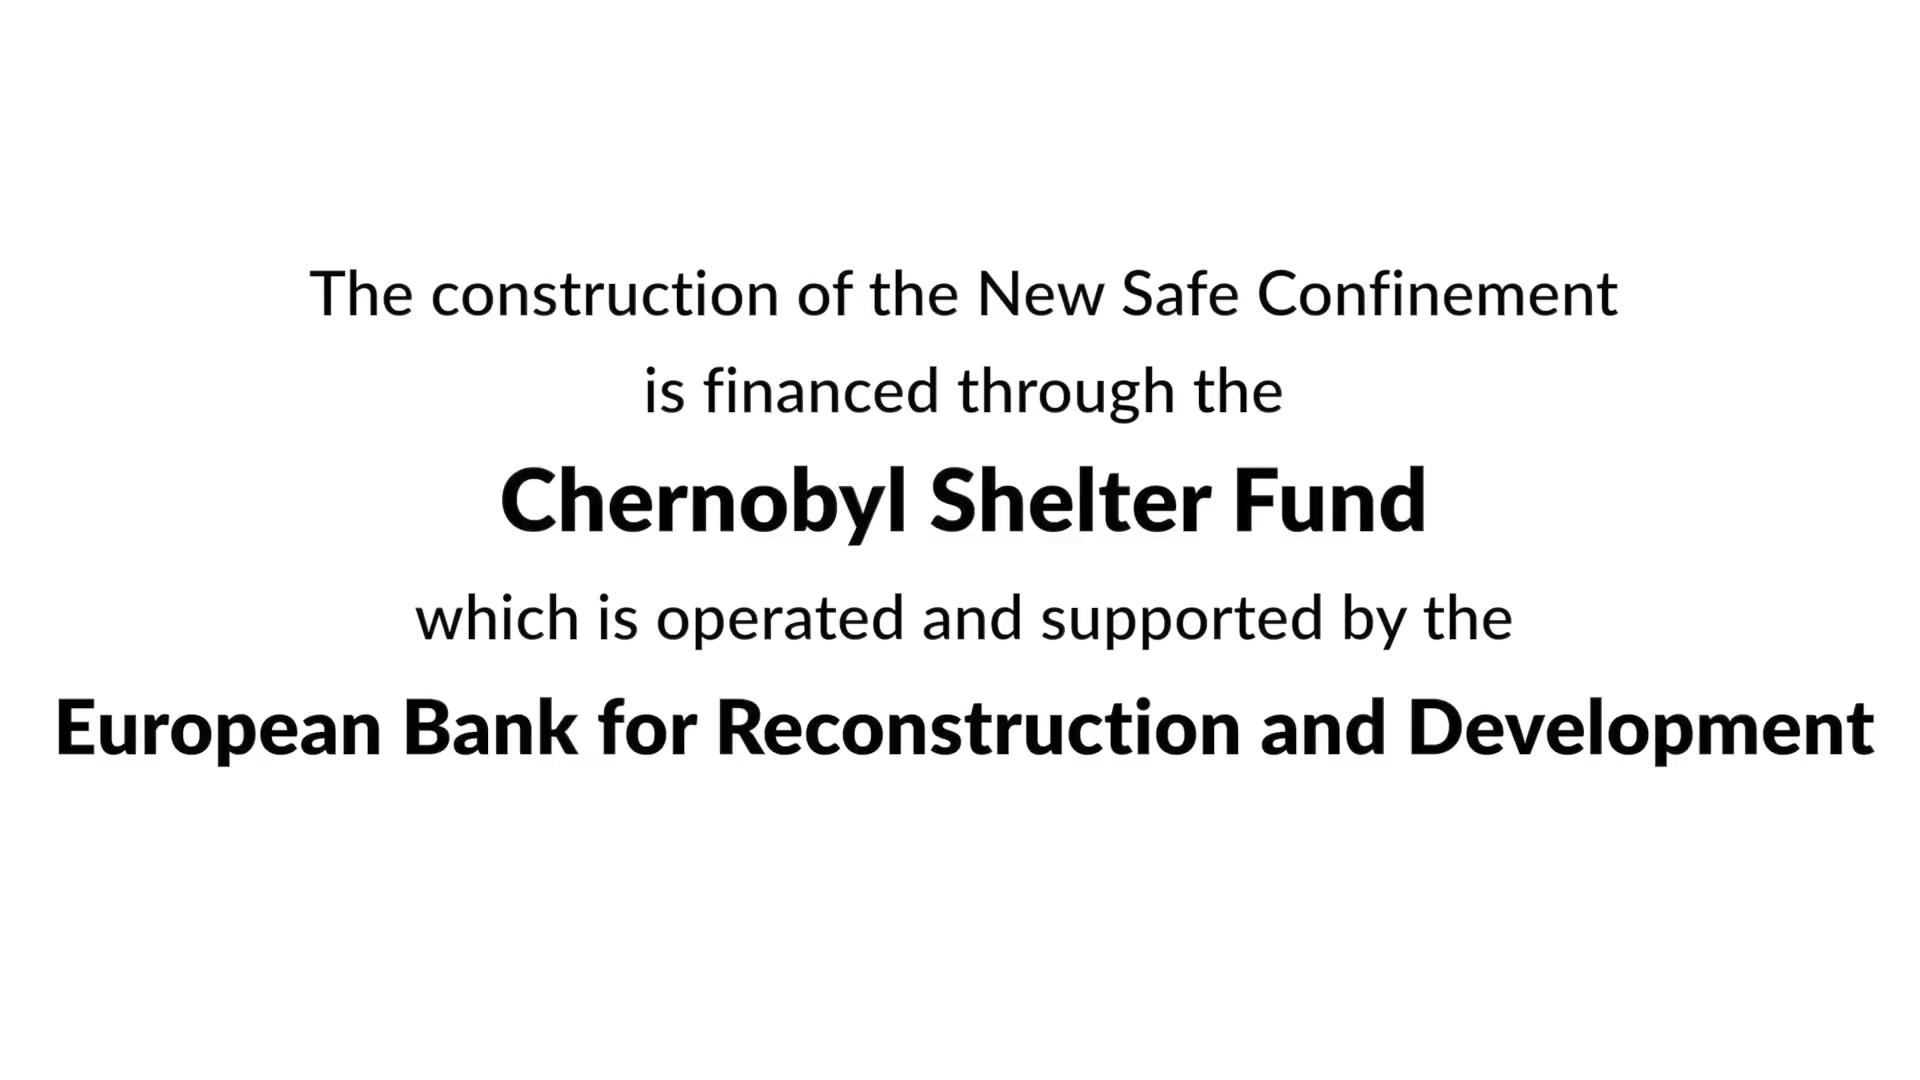 The construction of the New Safe Confinement
is financed through the
Chernobyl Shelter Fund
which is operated and supported by the
European Bank for Reconstruction and Development